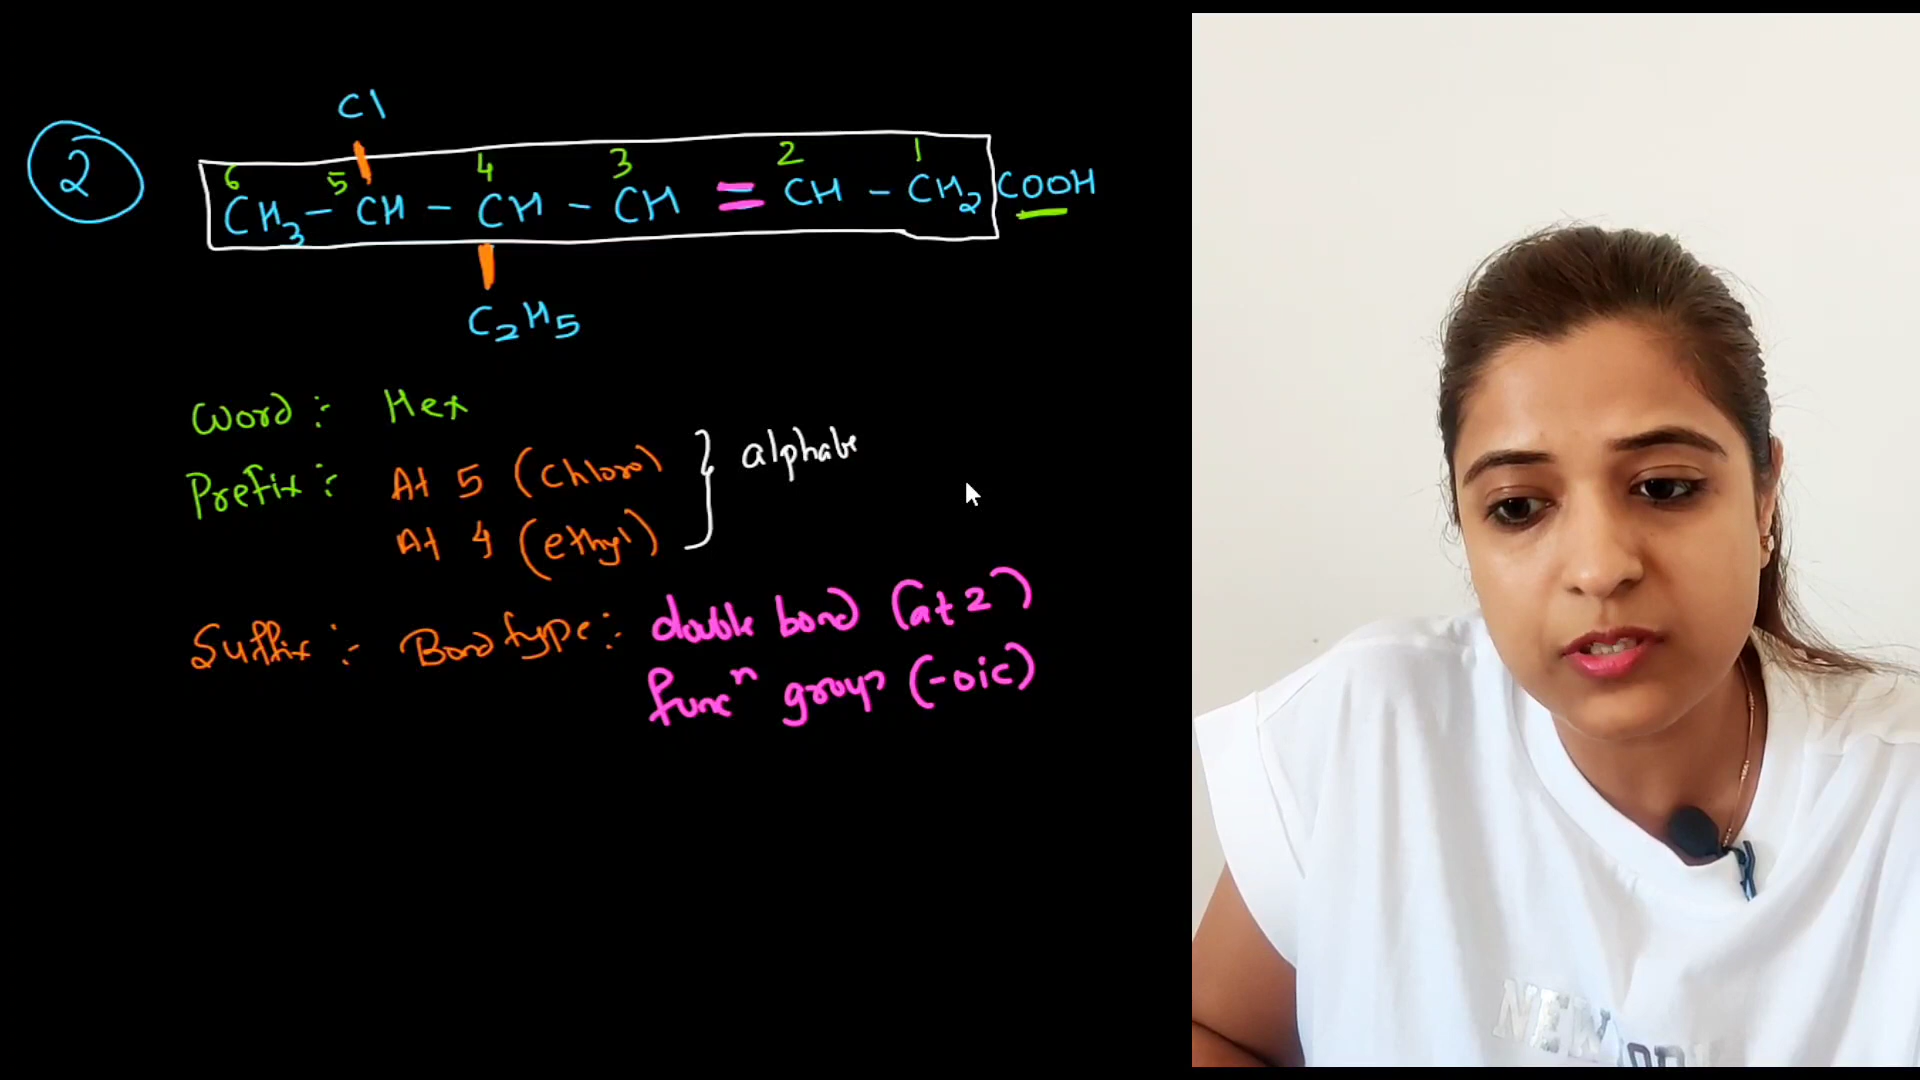 2
Cl
6 5 4 3 2 1
CH3 – CH – CH – CH = CH – CH2 COOH
C2H5
Word :- Hex
Prefix :- At 5 (Chloro) } alphabe
At 4 (ethyl)
Suffix :- Bond type :- double bond (at 2)
funcⁿ group (-oic)
NEW